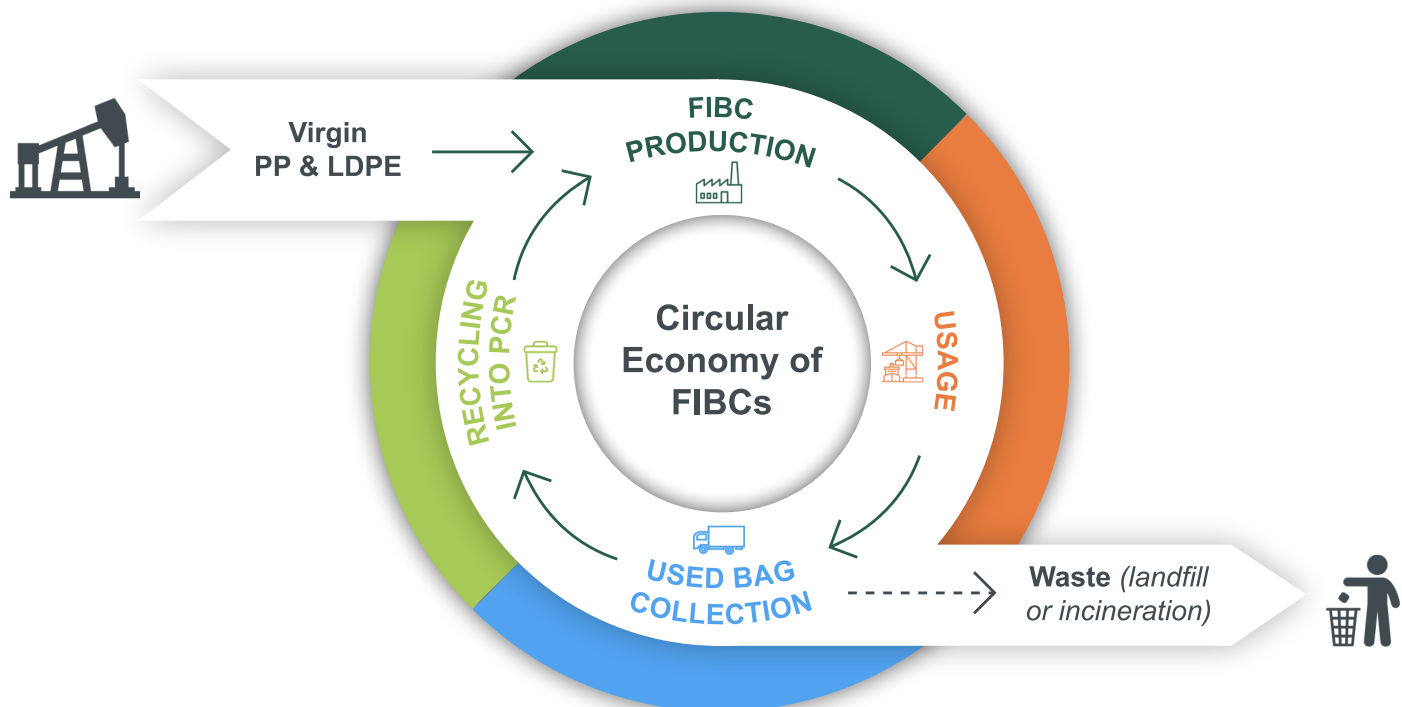 Virgin
PP & LDPE
FIBC
PRODUCTION
RECYCLING
INTO PCR
Circular
Economy of
FIBCs
USAGE
USED BAG
COLLECTION
Waste (landfill
or incineration)